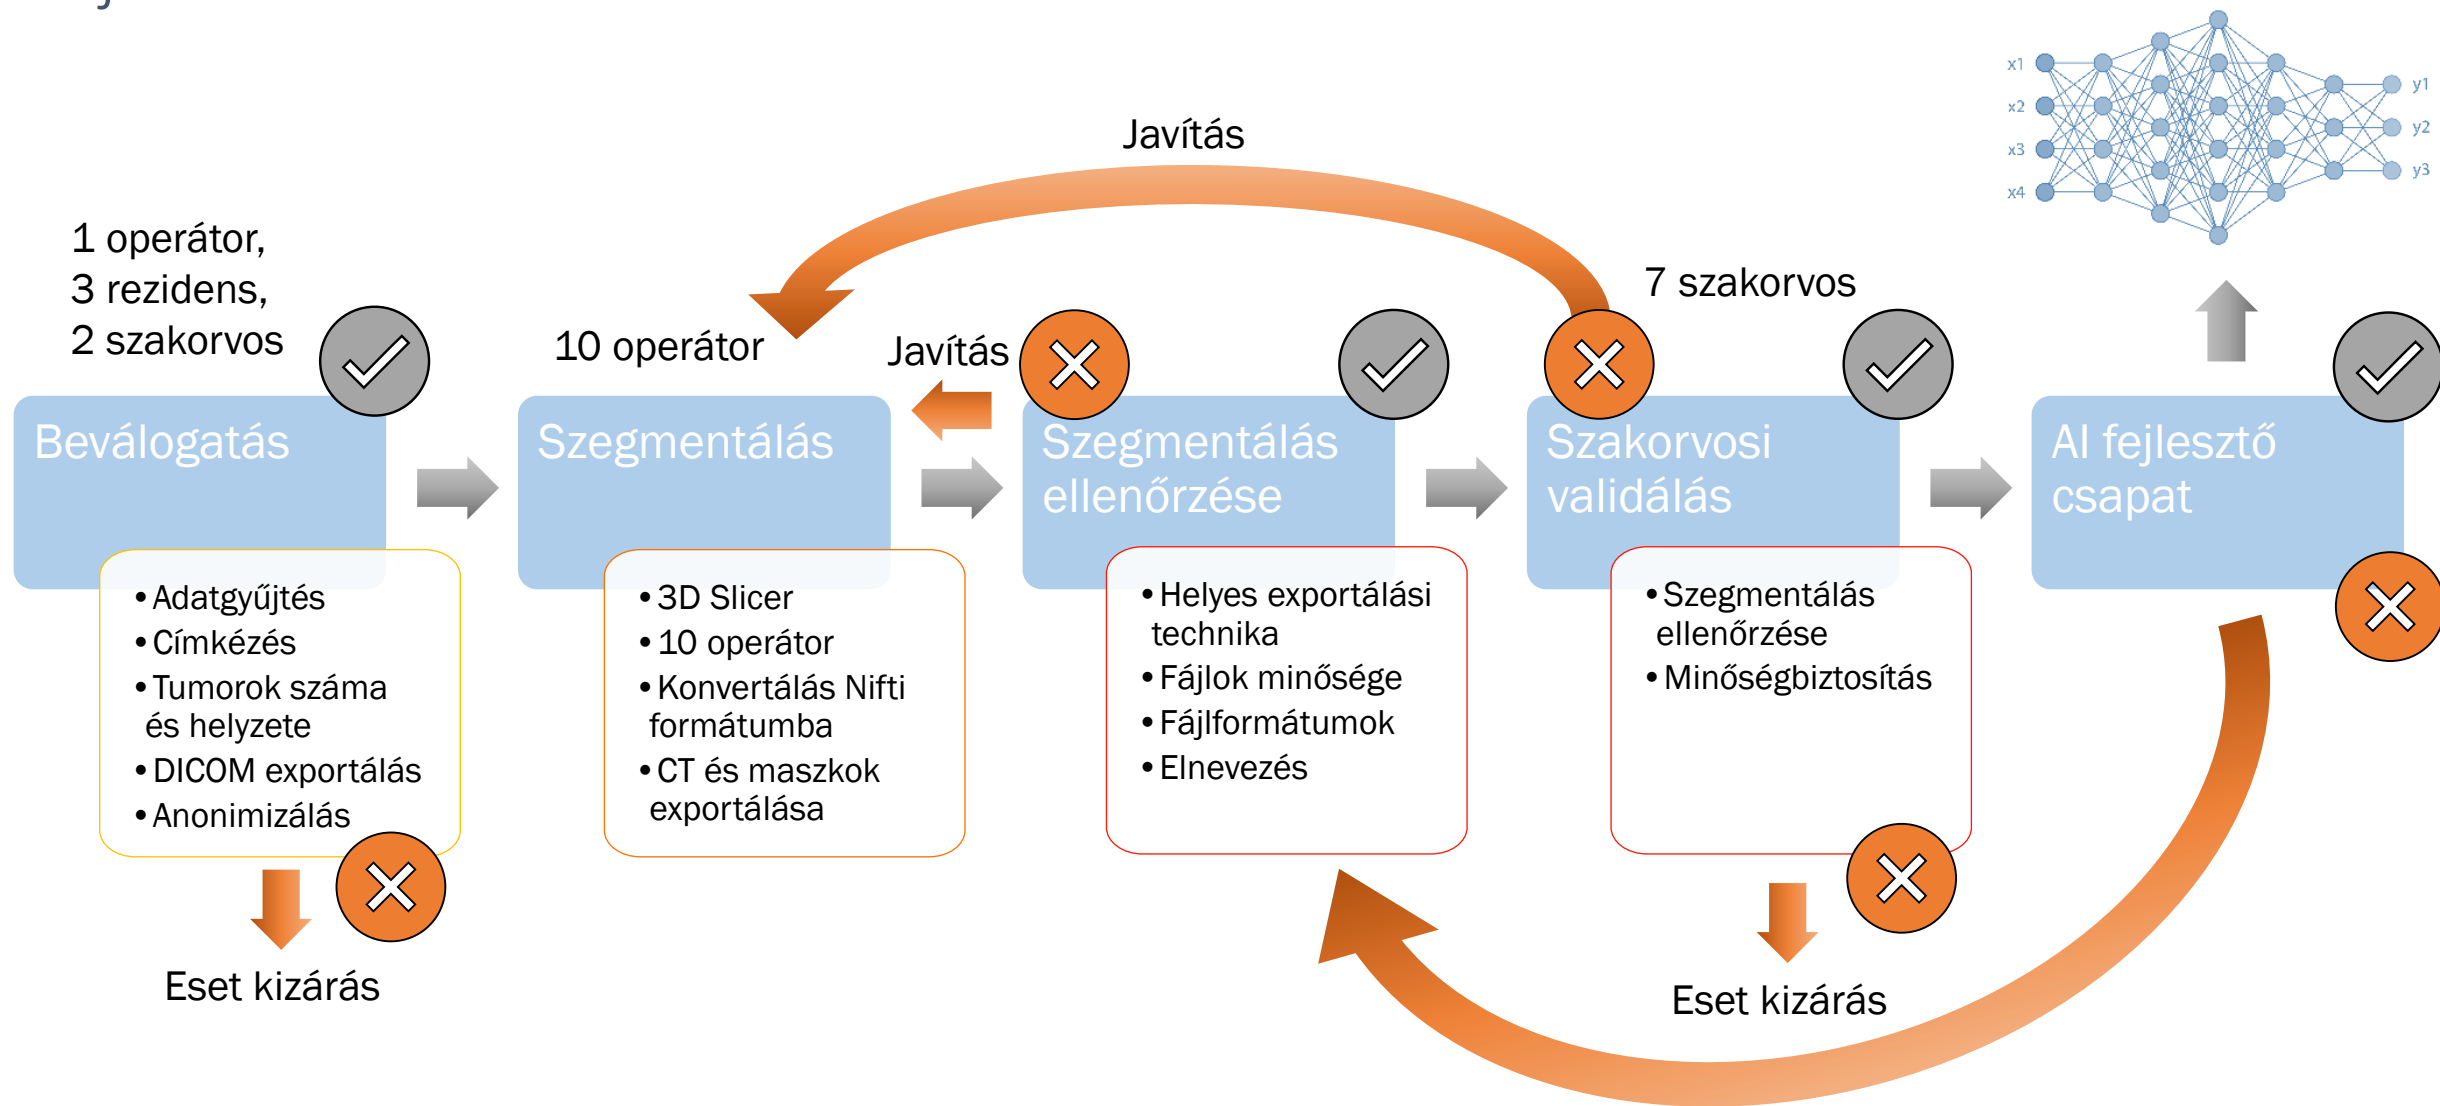 x1
x2
x3
x4
y1
y2
y3
Javítás
1 operátor,
3 rezidens,
2 szakorvos
10 operátor
Javítás
7 szakorvos
Beválogatás
•Adatgyűjtés
•Címkézés
•Tumorok száma
és helyzete
•DICOM exportálás
•Anonimizálás
Eset kizárás
Szegmentálás
•3D Slicer
•10 operátor
•Konvertálás Nifti
formátumba
•CT és maszkok
exportálása
Szegmentálás
ellenőrzése
•Helyes exportálási
technika
•Fájlok minősége
•Fájlformátumok
•Elnevezés
Szakorvosi
validálás
•Szegmentálás
ellenőrzése
•Minőségbiztosítás
Eset kizárás
AI fejlesztő
csapat